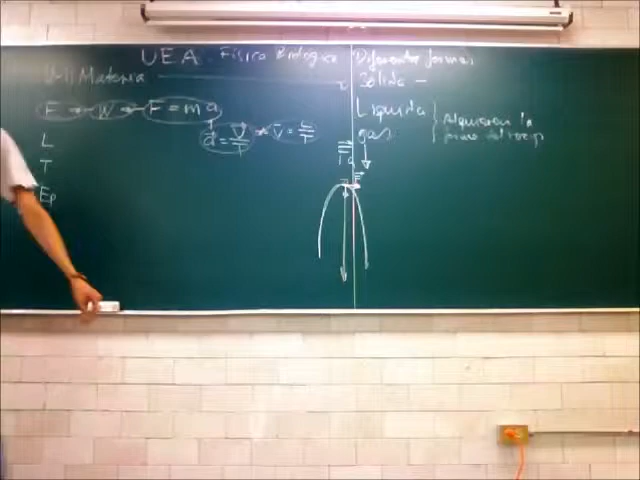 UEA. Física Biológica
U-II Materia
E → W → F = m a
a = V/T ← V = L/T
L
T
Ep
Diferentes formas
Sólido —
Líquido
gas.
Adquieren la
forma del recip
F